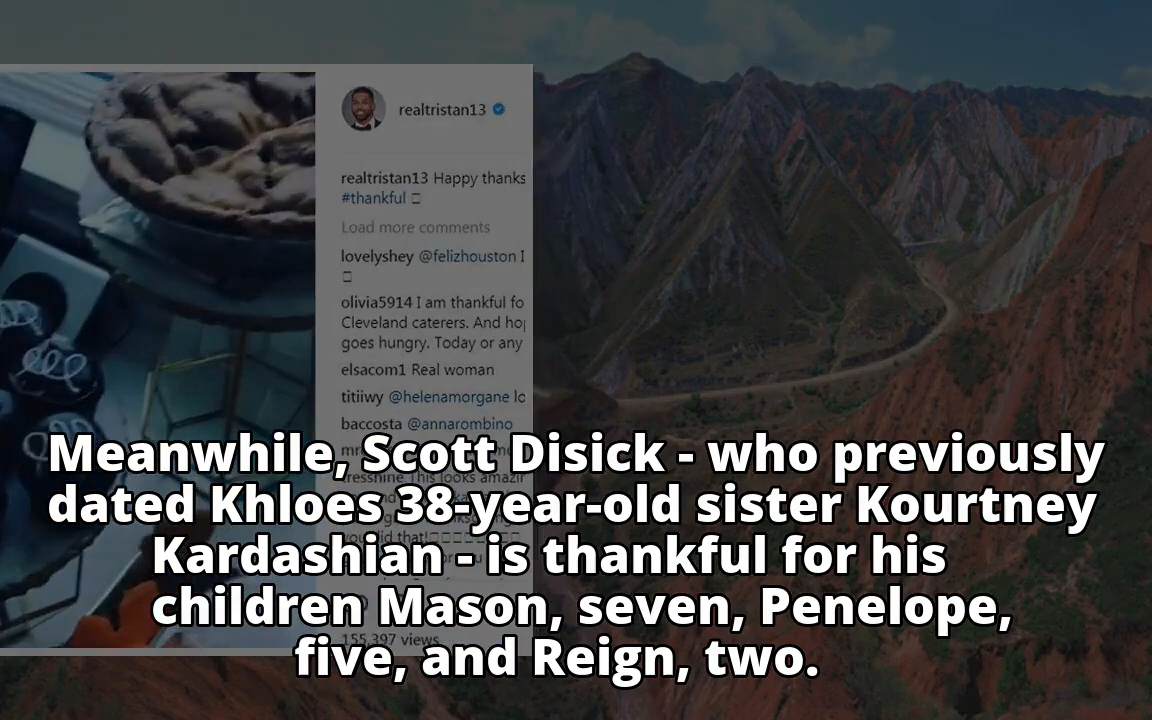 realtristan13
realtristan13 Happy thanks
#thankful
Load more comments
lovelyshey @felizhouston I
olivia5914 I am thankful fo
Cleveland caterers. And ho
goes hungry. Today or any
elsacom1 Real woman
titiiwy @helenamorgane lo
baccosta @annarombino
Meanwhile, Scott Disick - who previously
dated Khloes 38-year-old sister Kourtney
Kardashian - is thankful for his
children Mason, seven, Penelope,
five, and Reign, two.
155,397 views